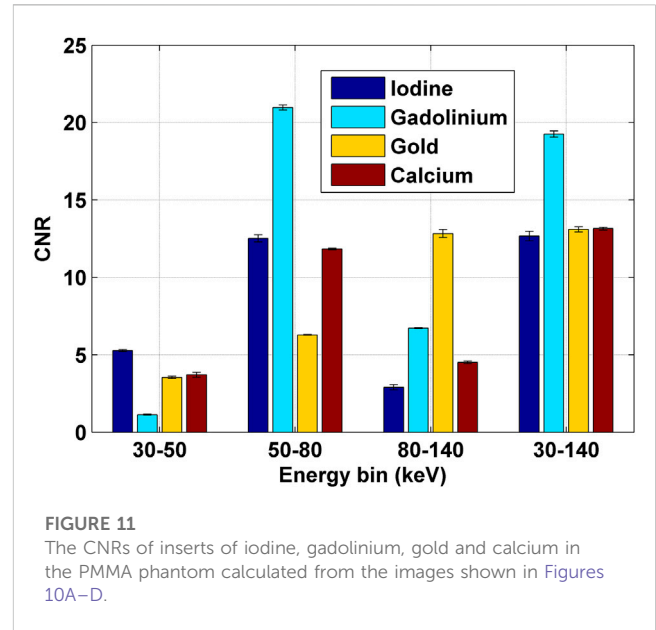 25
20
15
10
5
0
CNR
Iodine
Gadolinium
Gold
Calcium
30-50 50-80 80-140 30-140
Energy bin (keV)
FIGURE 11
The CNRs of inserts of iodine, gadolinium, gold and calcium in
the PMMA phantom calculated from the images shown in Figures
10A–D.